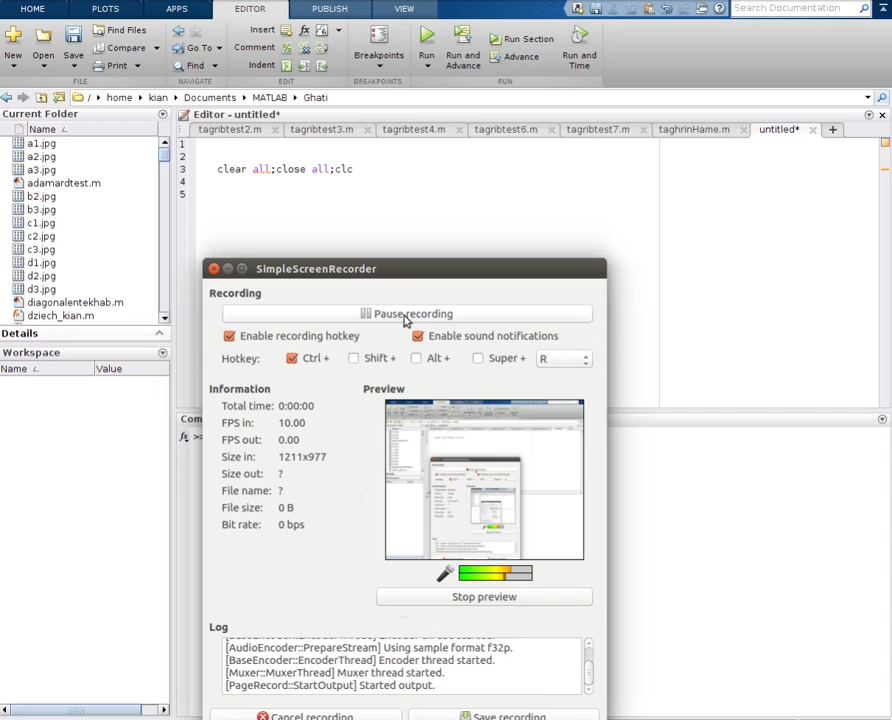 HOME PLOTS APPS EDITOR PUBLISH VIEW Search Documentation
New Open Save Find Files Compare Print Go To Find Insert Comment Indent fx Breakpoints Run Run and Advance Run Section Advance Run and Time
FILE NAVIGATE EDIT BREAKPOINTS RUN
/ home kian Documents MATLAB Ghati
Current Folder
Name
a1.jpg
a2.jpg
a3.jpg
adamardtest.m
b2.jpg
b3.jpg
c1.jpg
c2.jpg
c3.jpg
d1.jpg
d2.jpg
d3.jpg
diagonalentekhab.m
dziech_kian.m
Details
Workspace
Name Value
Editor - untitled*
tagribtest2.m tagribtest3.m tagribtest4.m tagribtest6.m tagribtest7.m taghrinHame.m untitled*
1
2
3 clear all;close all;clc
4
5
Com
fx >>
SimpleScreenRecorder
Recording
Pause recording
Enable recording hotkey Enable sound notifications
Hotkey: Ctrl + Shift + Alt + Super + R
Information
Total time: 0:00:00
FPS in: 10.00
FPS out: 0.00
Size in: 1211x977
Size out: ?
File name: ?
File size: 0 B
Bit rate: 0 bps
Preview
Stop preview
Log
[AudioEncoder::PrepareStream] Using sample format f32p.
[BaseEncoder::EncoderThread] Encoder thread started.
[Muxer::MuxerThread] Muxer thread started.
[PageRecord::StartOutput] Started output.
Cancel recording Save recording